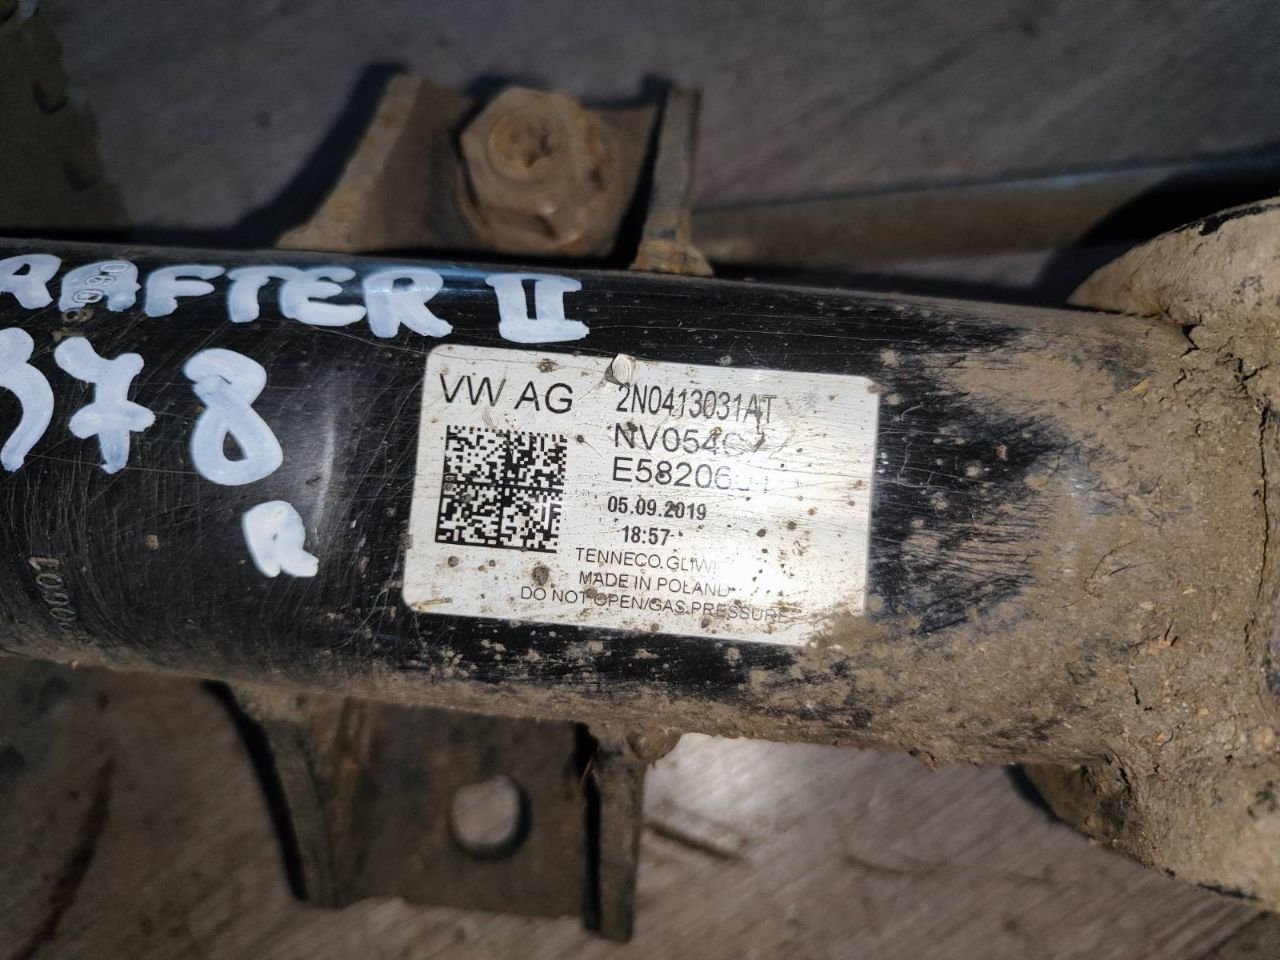 RAFTER II
378
R
VW AG
2N0413031AT
05.09.2019
18:57
MADE IN POLAND
DO NOT OPEN/GAS PRESSURE
TENNECO